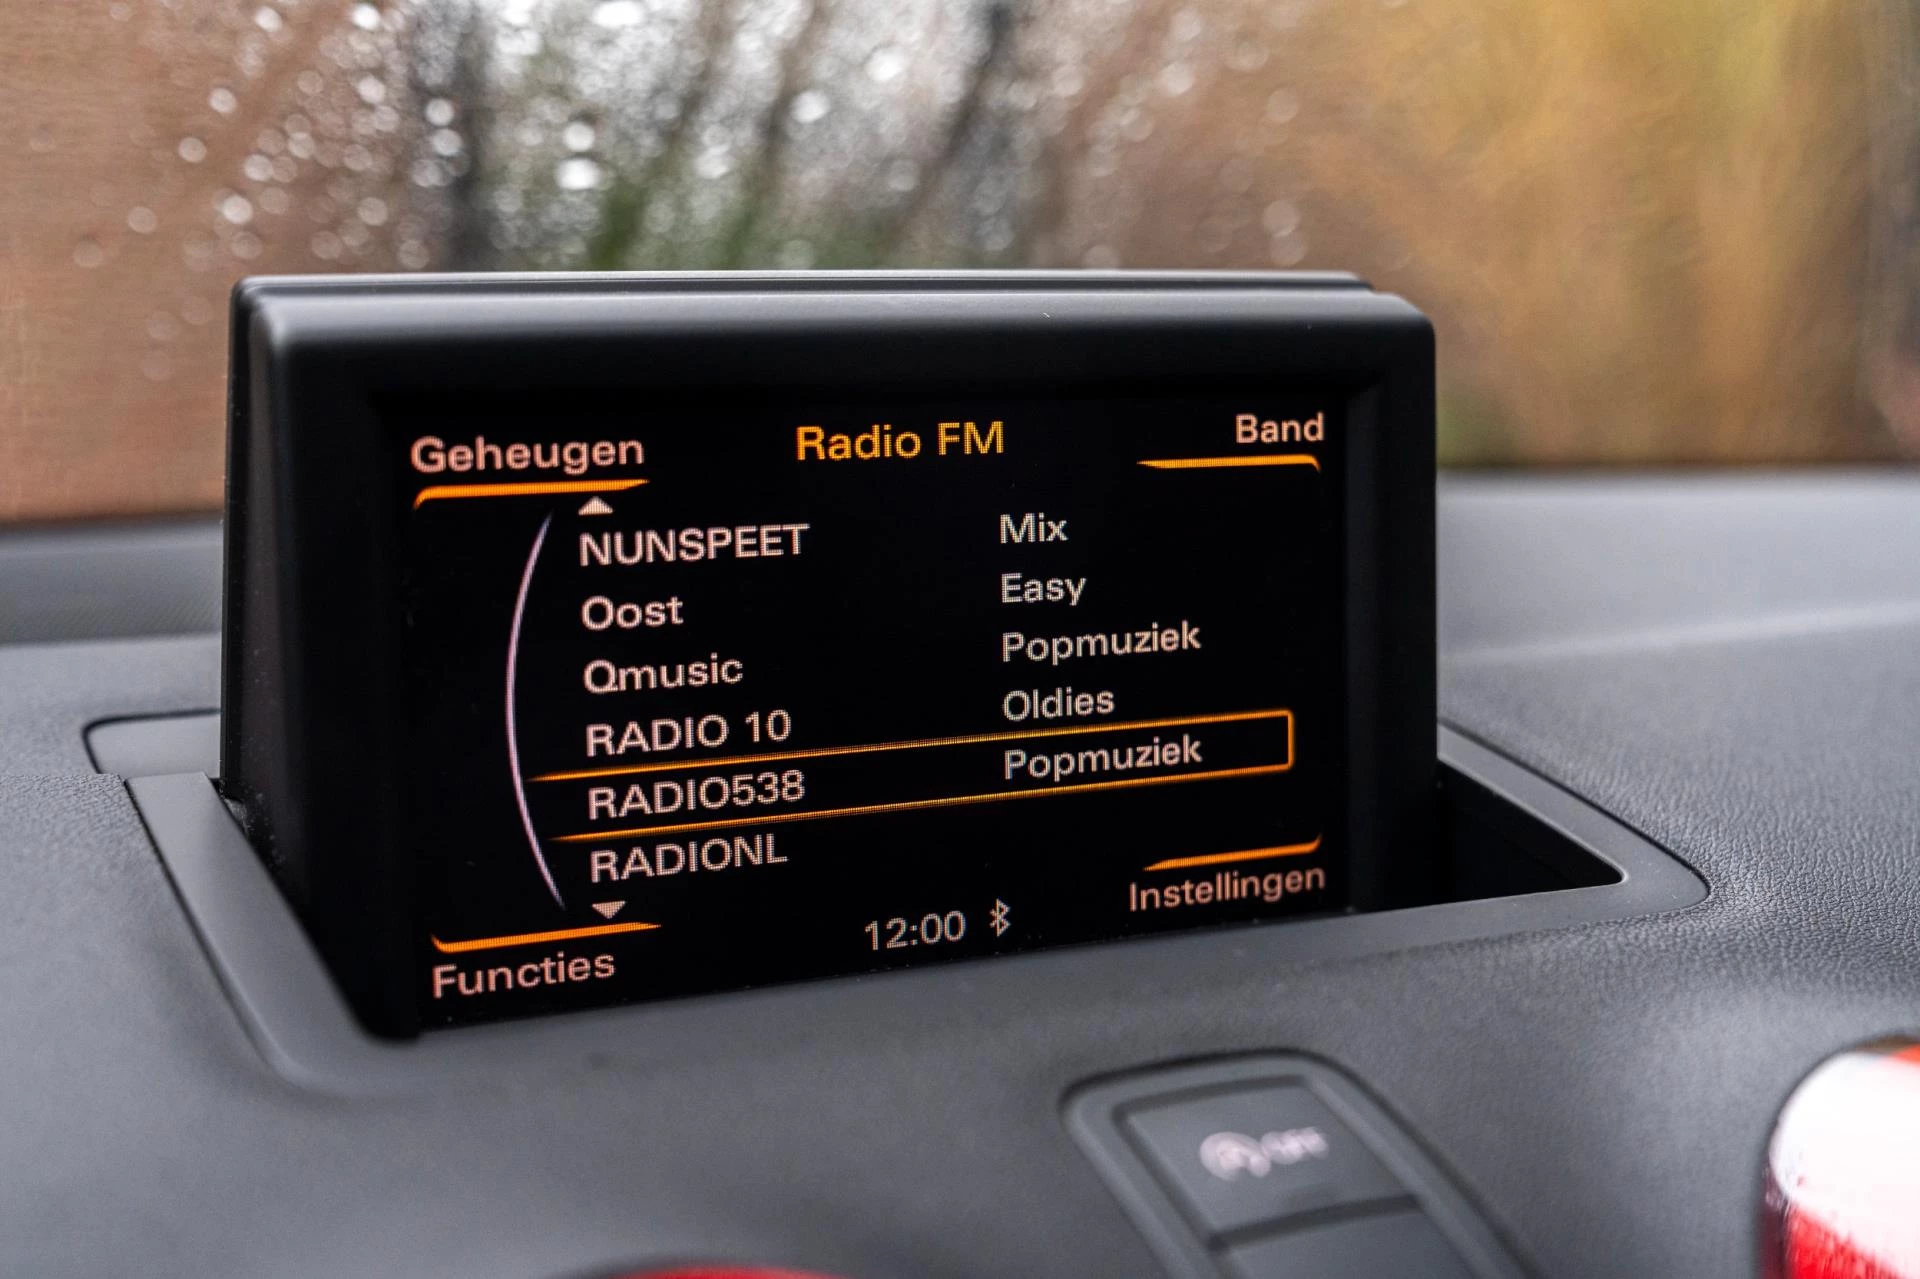 Geheugen Radio FM Band
NUNSPEET Mix
Oost Easy
Qmusic Popmuziek
RADIO 10 Oldies
RADIO538 Popmuziek
RADIONL
Functies 12:00 Instellingen
OFF